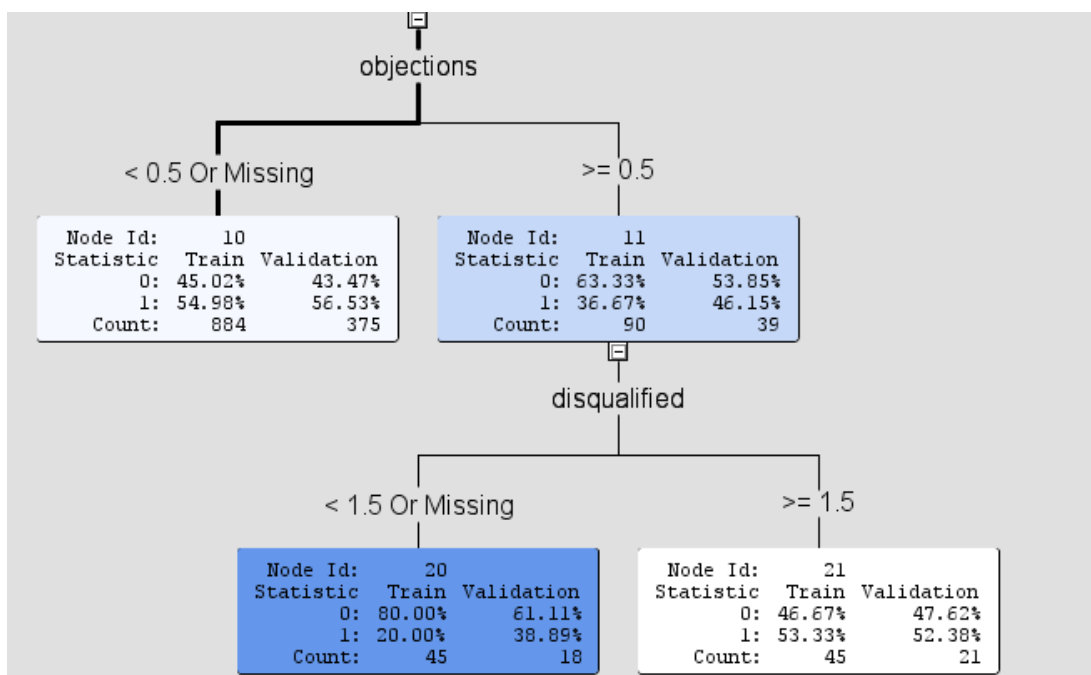 objections
< 0.5 Or Missing
>= 0.5
Node Id: 10
Statistic Train Validation
0: 45.02% 43.47%
1: 54.98% 56.53%
Count: 884 375
Node Id: 11
Statistic Train Validation
0: 63.33% 53.85%
1: 36.67% 46.15%
Count: 90 39
disqualified
< 1.5 Or Missing
>= 1.5
Node Id: 20
Statistic Train Validation
0: 80.00% 61.11%
1: 20.00% 38.89%
Count: 45 18
Node Id: 21
Statistic Train Validation
0: 46.67% 47.62%
1: 53.33% 52.38%
Count: 45 21